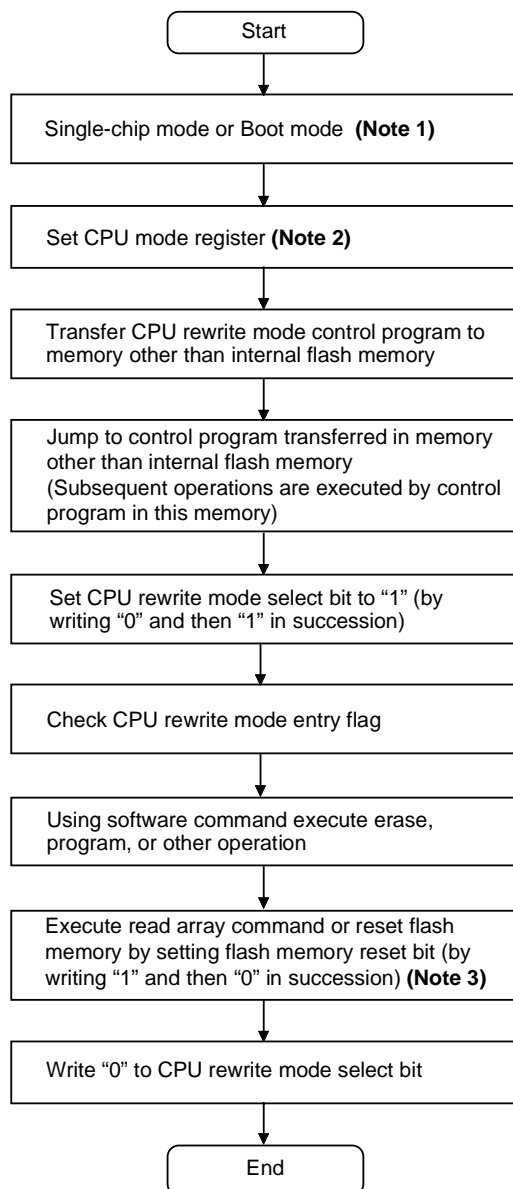 Start
Single-chip mode or Boot mode (Note 1)
Set CPU mode register (Note 2)
Transfer CPU rewrite mode control program to
memory other than internal flash memory
Jump to control program transferred in memory
other than internal flash memory
(Subsequent operations are executed by control
program in this memory)
Set CPU rewrite mode select bit to “1” (by
writing “0” and then “1” in succession)
Check CPU rewrite mode entry flag
Using software command execute erase,
program, or other operation
Execute read array command or reset flash
memory by setting flash memory reset bit (by
writing “1” and then “0” in succession) (Note 3)
Write “0” to CPU rewrite mode select bit
End